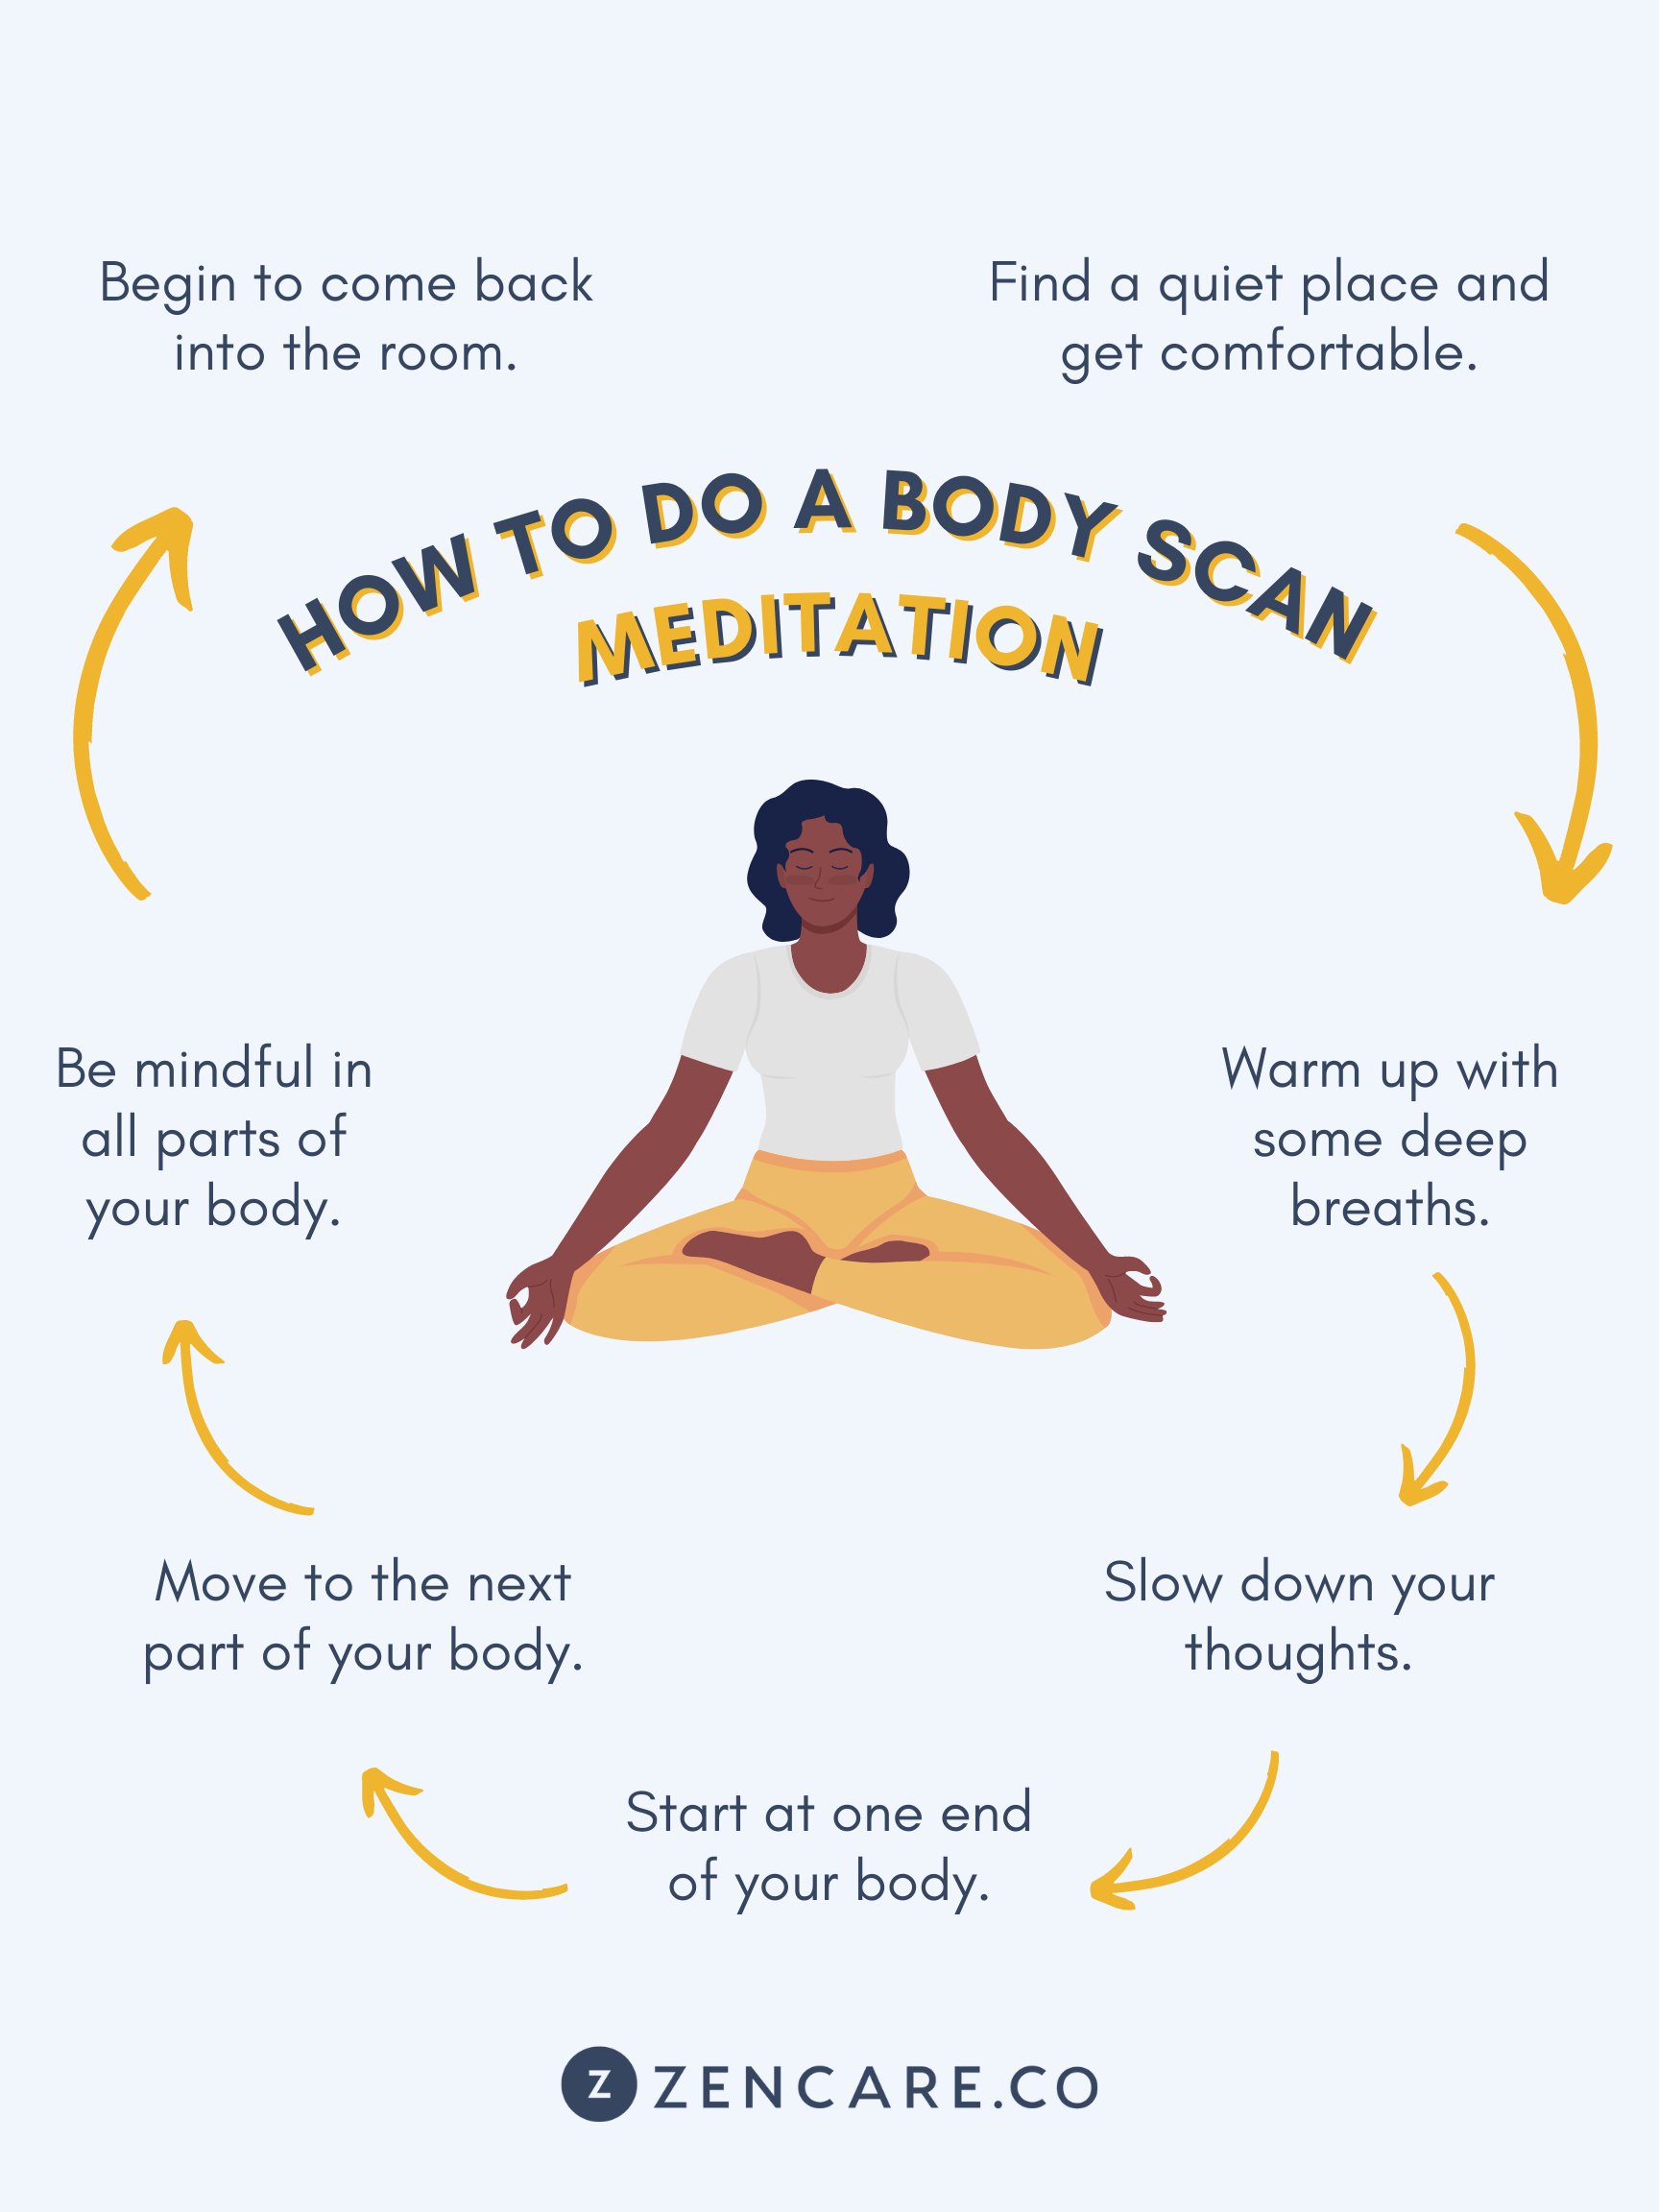 HOW TO DO A BODY SCAN
MEDITATION
Find a quiet place and
get comfortable.
Warm up with
some deep
breaths.
Slow down your
thoughts.
Start at one end
of your body.
Move to the next
part of your body.
Be mindful in
all parts of
your body.
Begin to come back
into the room.
Z ZENCARE.CO